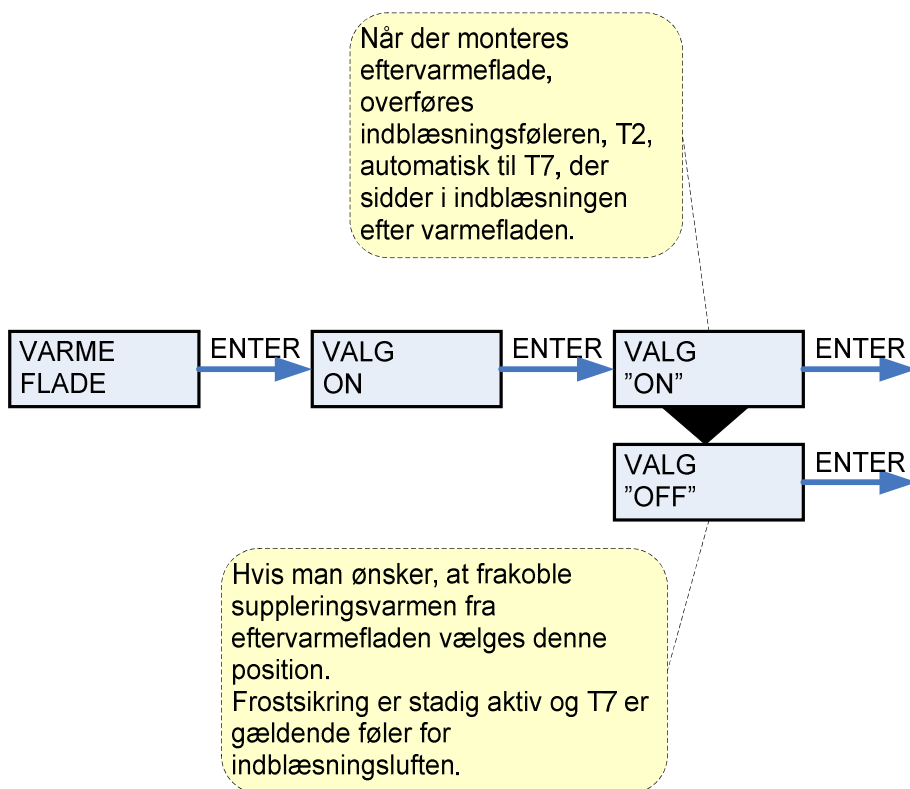 Når der monteres
eftervarmeflade,
overføres
indblæsningsføleren, T2,
automatisk til T7, der
sidder i indblæsningen
efter varmefladen.
VARME
FLADE
ENTER
VALG
ON
ENTER
VALG
”ON”
ENTER
VALG
”OFF”
ENTER
Hvis man ønsker, at frakoble
suppleringsvarmen fra
eftervarmefladen vælges denne
position.
Frostsikring er stadig aktiv og T7 er
gældende føler for
indblæsningsluften.